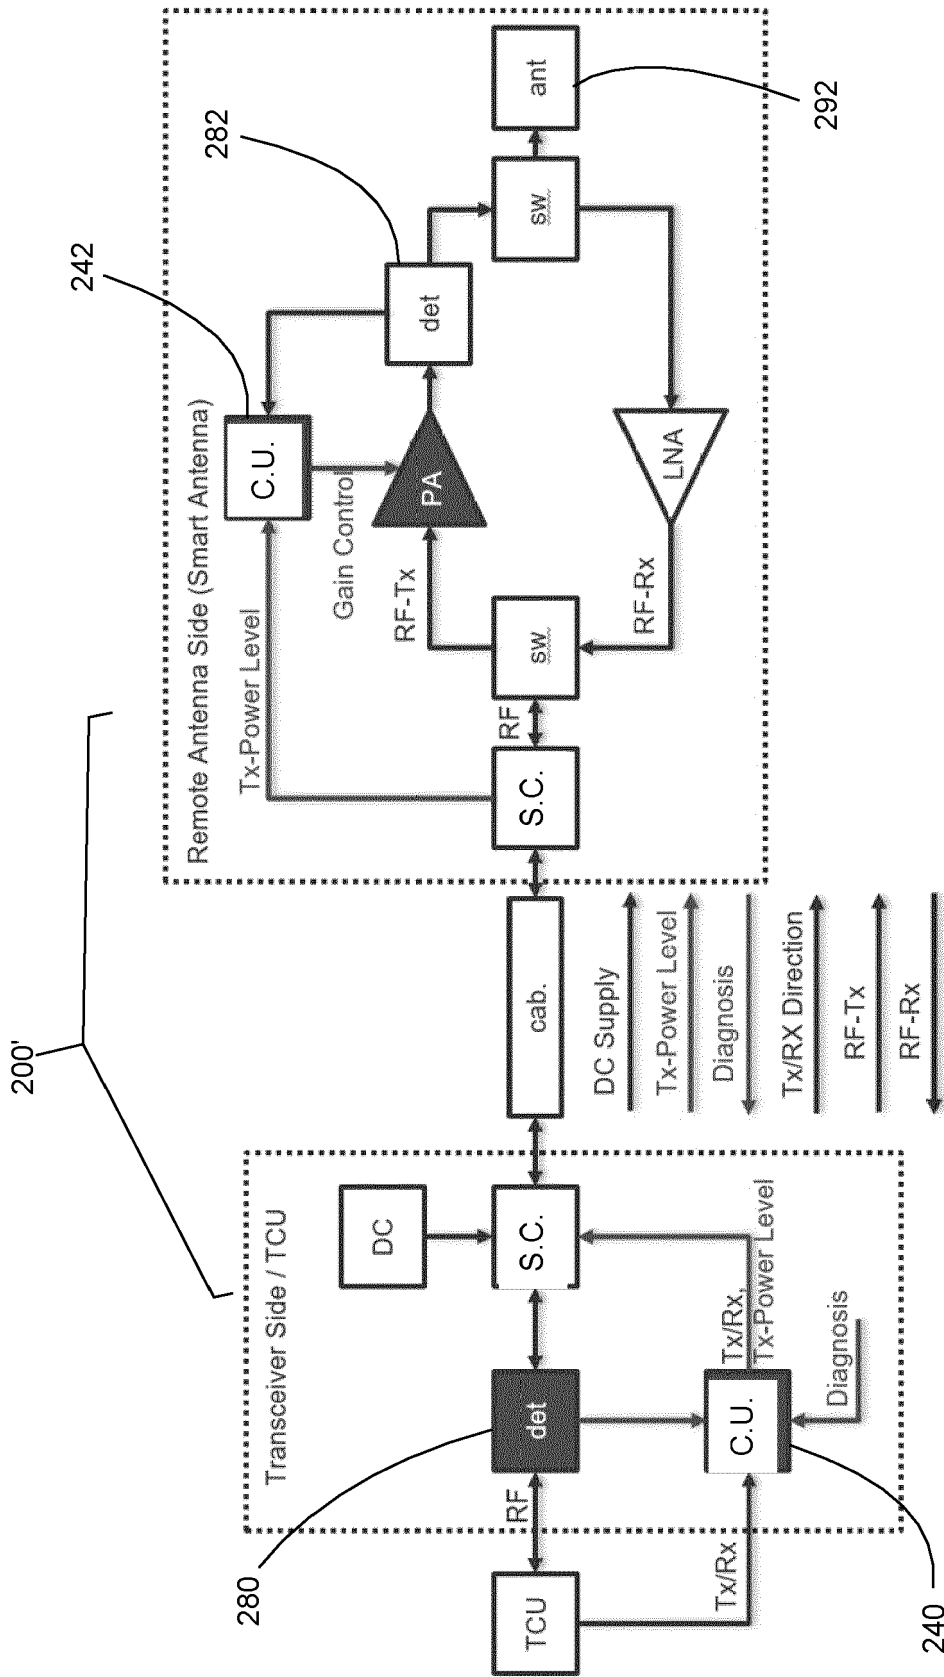 200'
Transceiver Side / TCU
DC
S.C.
det
RF
TCU
Tx/Rx
C.U.
Tx/Rx,
Tx-Power Level
Diagnosis
280
240
cab.
DC Supply
Tx-Power Level
Diagnosis
Tx/RX Direction
RF-Tx
RF-Rx
Remote Antenna Side (Smart Antenna)
Tx-Power Level
C.U.
242
Gain Control
RF-Tx
PA
det
282
S.C.
RF
sw
sw
ant
292
LNA
RF-Rx